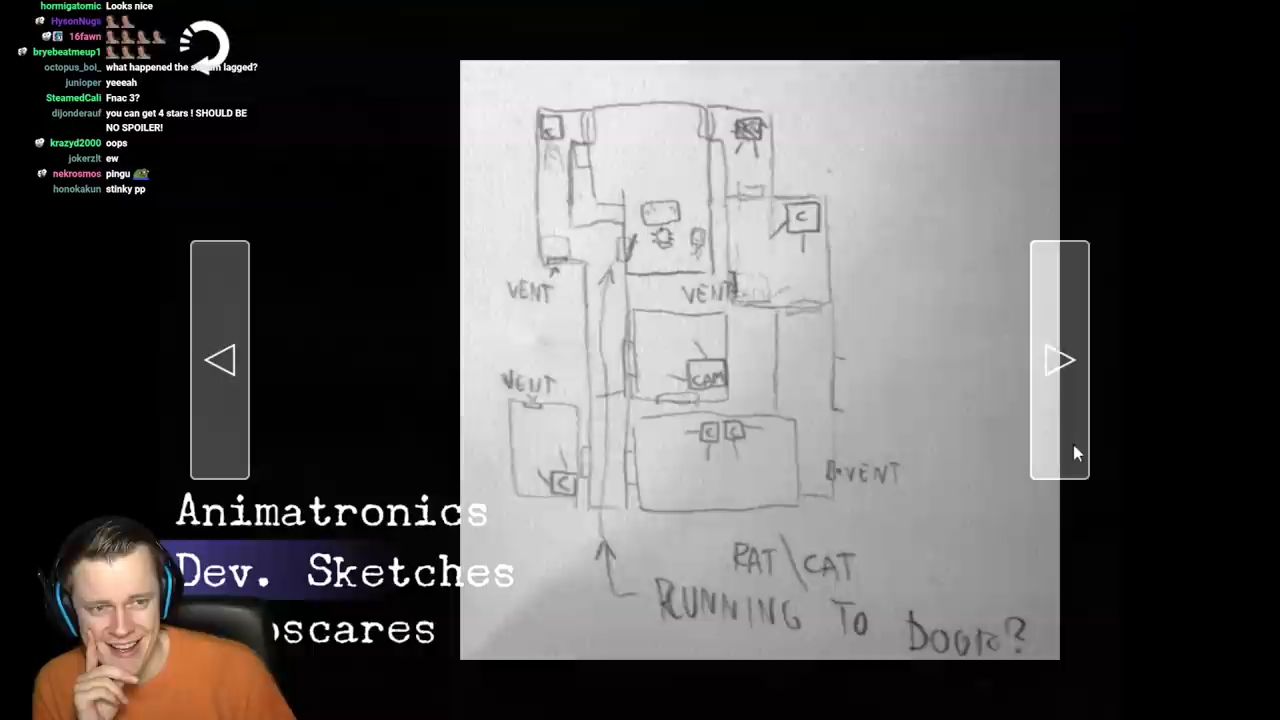 hormigatomic Looks nice
HysonNugs
16fawn
bryebeatmeup1
octopus_bol_ what happened the stream lagged?
junioper yeeeah
SteamedCali Fnac 3?
dijonderauf you can get 4 stars ! SHOULD BE
NO SPOILER!
krazyd2000 oops
jokerzlt ew
nekrosmos pingu
honokakun stinky pp
C
C
VENT
VENT
CAM
VENT
C C
C
VENT
RAT\CAT
RUNNING TO DOOR?
Animatronics
Dev. Sketches
oscares